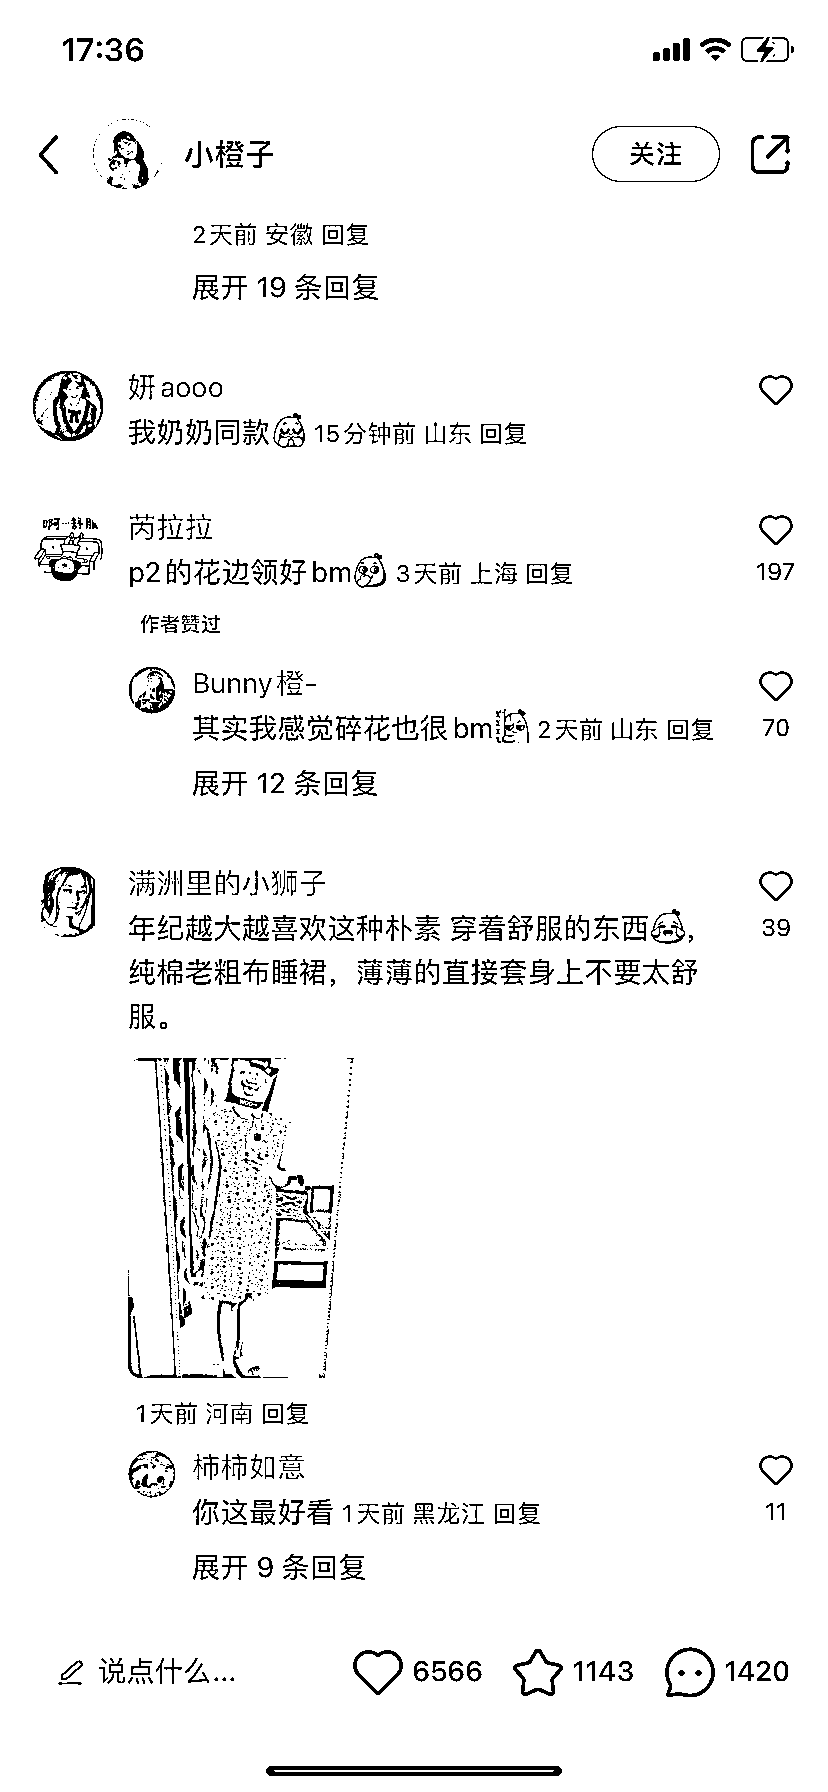 17:36
小橙子
关注
2天前 安徽 回复
展开 19 条回复
妍aooo
我奶奶同款 15分钟前 山东 回复
啊…舒服
芮拉拉
p2的花边领好bm 3天前 上海 回复
197
作者赞过
Bunny橙-
其实我感觉碎花也很bm 2天前 山东 回复
70
展开 12 条回复
满洲里的小狮子
年纪越大越喜欢这种朴素 穿着舒服的东西,
39
纯棉老粗布睡裙，薄薄的直接套身上不要太舒
服。
1天前 河南 回复
柿柿如意
你这最好看 1天前 黑龙江 回复
11
展开 9 条回复
说点什么...
6566
1143
1420